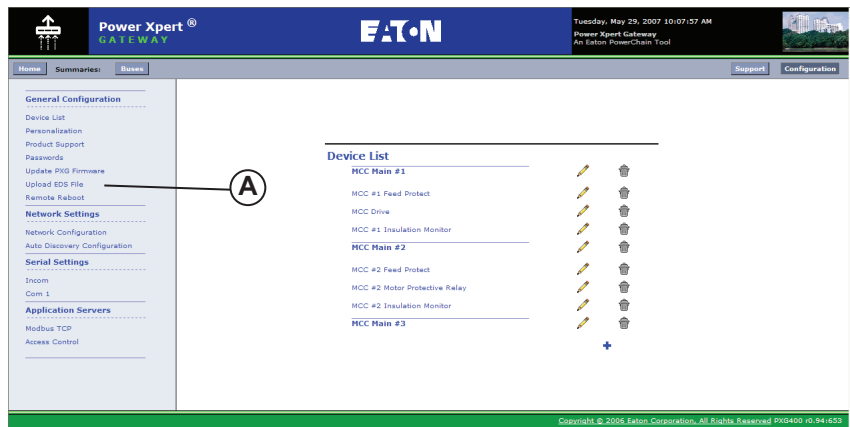 Power Xpert ®
GATEWAY
EATON
Tuesday, May 29, 2007 10:07:57 AM
Power Xpert Gateway
An Eaton PowerChain Tool
Home Summaries: Buses Support Configuration
General Configuration
Device List
Personalization
Product Support
Passwords
Update PXG Firmware
Upload EDS File
Remote Reboot
Network Settings
Network Configuration
Auto Discovery Configuration
Serial Settings
Incom
Com 1
Application Servers
Modbus TCP
Access Control
A
Device List
MCC Main #1
MCC #1 Feed Protect
MCC Drive
MCC #1 Insulation Monitor
MCC Main #2
MCC #2 Feed Protect
MCC #2 Motor Protective Relay
MCC #2 Insulation Monitor
MCC Main #3
Copyright © 2006 Eaton Corporation, All Rights Reserved PXG400 r0.94:653